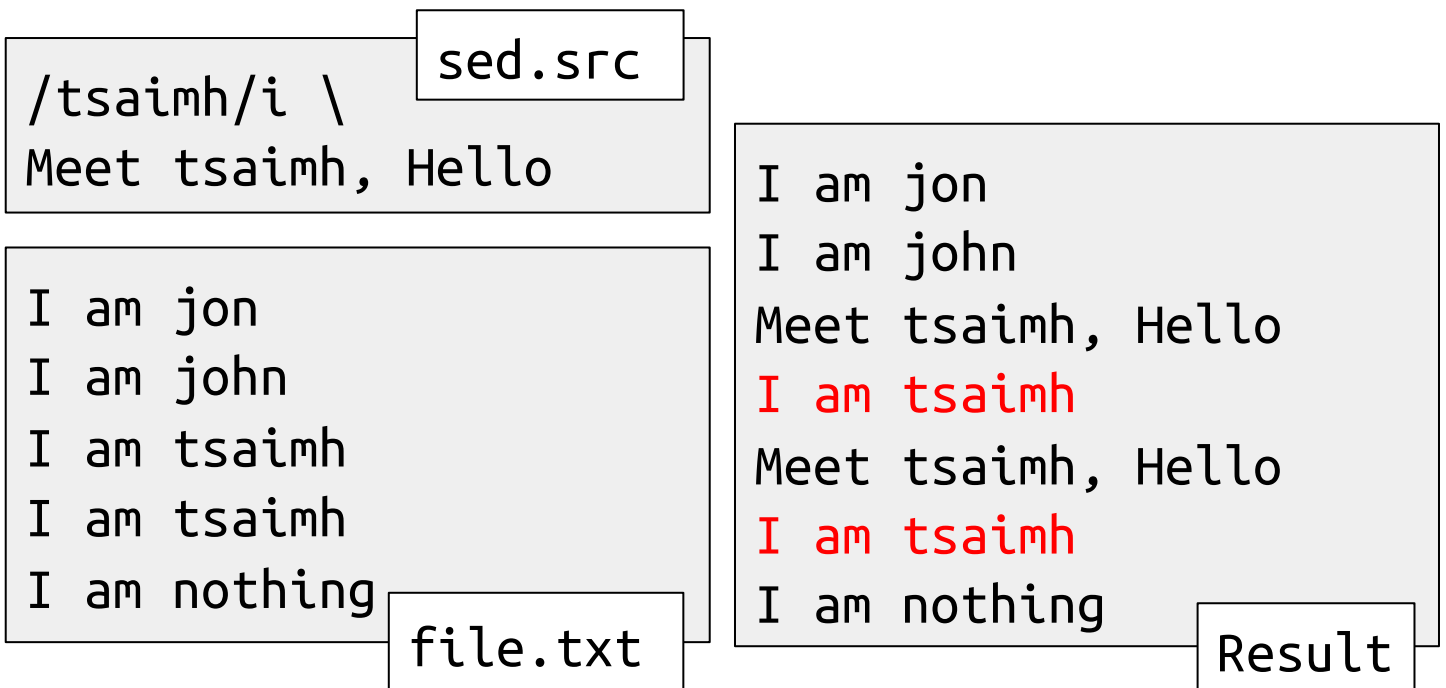 sed.src
/tsaimh/i \
Meet tsaimh, Hello
I am jon
I am john
I am tsaimh
I am tsaimh
I am nothing
file.txt
I am jon
I am john
Meet tsaimh, Hello
I am tsaimh
Meet tsaimh, Hello
I am tsaimh
I am nothing
Result